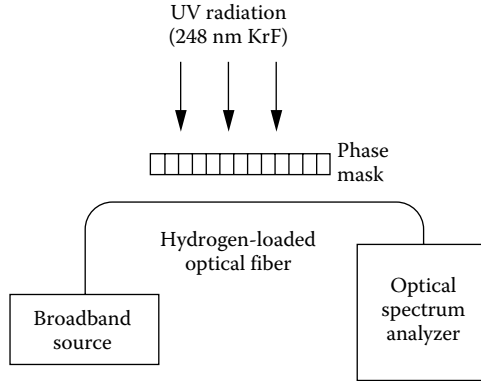 UV radiation
(248 nm KrF)
Phase
mask
Hydrogen-loaded
optical fiber
Broadband
source
Optical
spectrum
analyzer